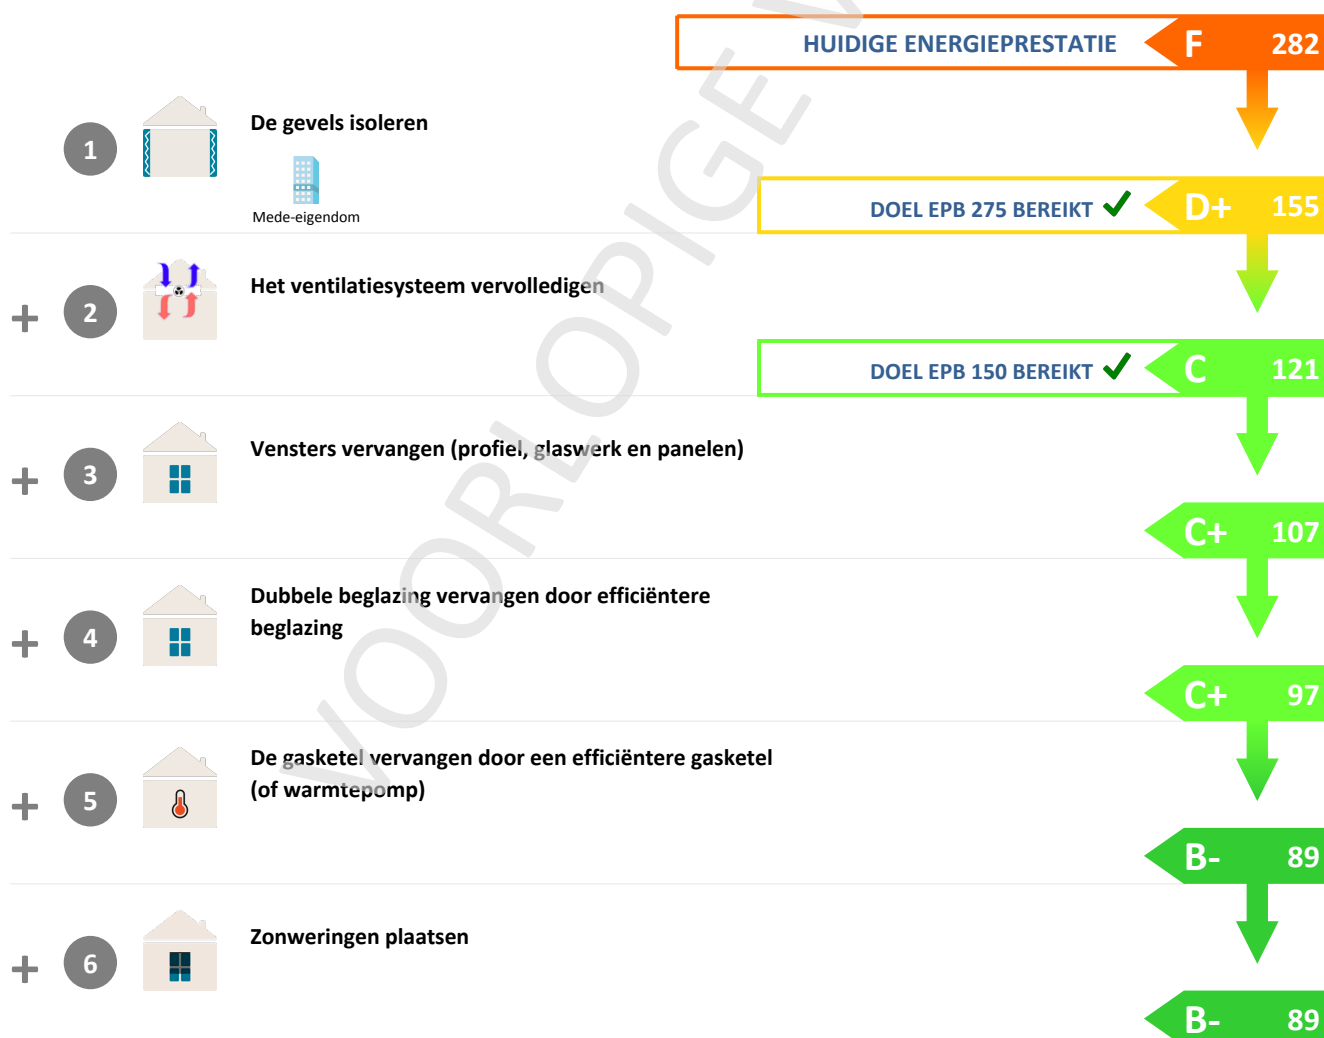 HUIDIGE ENERGIEPRESTATIE F 282
1 De gevels isoleren
Mede-eigendom
DOEL EPB 275 BEREIKT D+ 155
+ 2 Het ventilatiesysteem vervolledigen
DOEL EPB 150 BEREIKT C 121
+ 3 Vensters vervangen (profiel, glaswerk en panelen)
C+ 107
+ 4 Dubbele beglazing vervangen door efficiëntere
beglazing
C+ 97
+ 5 De gasketel vervangen door een efficiëntere gasketel
(of warmtepomp)
B- 89
+ 6 Zonweringen plaatsen
B- 89
VOORLOPIGE